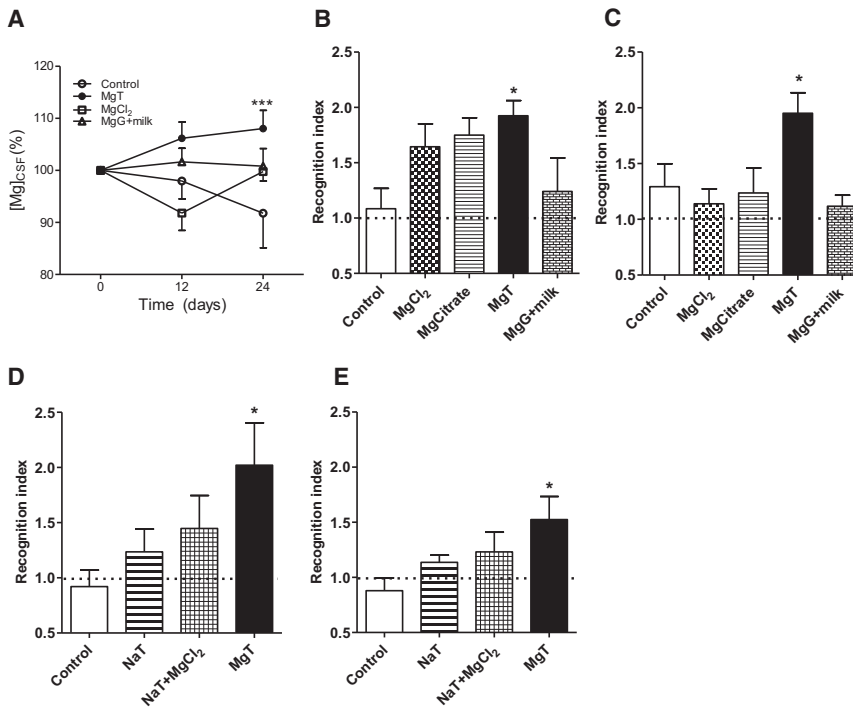 A
120
110
100
90
80
[Mg]CSF (%)
Control
MgT
MgCl₂
MgG+milk
***
0 12 24
Time (days)
B
2.5
2.0
1.5
1.0
0.5
Recognition index
*
Control MgCl₂ MgCitrate MgT MgG+milk
C
2.5
2.0
1.5
1.0
0.5
Recognition index
*
Control MgCl₂ MgCitrate MgT MgG+milk
D
2.5
2.0
1.5
1.0
0.5
Recognition index
*
Control NaT NaT+MgCl₂ MgT
E
2.5
2.0
1.5
1.0
0.5
Recognition index
*
Control NaT NaT+MgCl₂ MgT